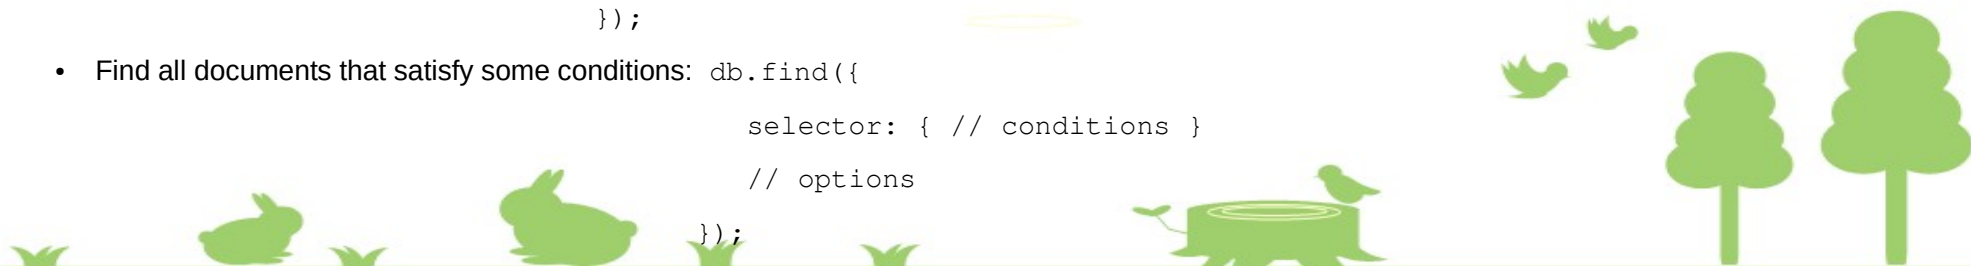 });
• Find all documents that satisfy some conditions: db.find({
selector: { // conditions }
// options
});